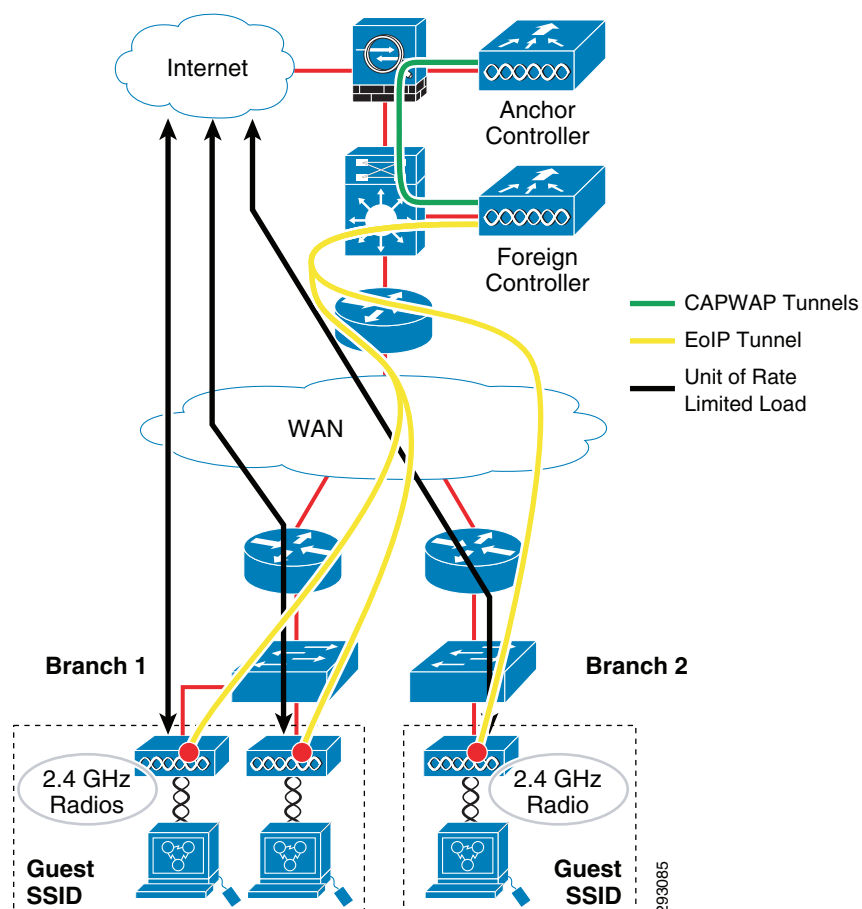 Internet
Anchor
Controller
Foreign
Controller
CAPWAP Tunnels
EoIP Tunnel
Unit of Rate
Limited Load
WAN
Branch 1
Branch 2
2.4 GHz
Radios
2.4 GHz
Radio
Guest
SSID
Guest
SSID
293085